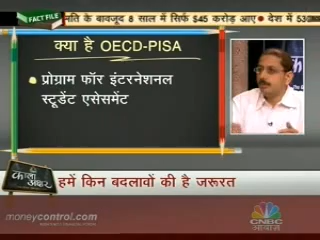 FACT FILE
ति के बावजूद 8 साल में सिर्फ $45 करोड़ आए • देश में 53
क्या है OECD-PISA
• प्रोग्राम फॉर इंटरनेशनल
स्टूडेंट एसेसमेंट
काला अक्षर
हमें किन बदलावों की है जरूरत
moneycontrol.com
CNBC
आवाज़